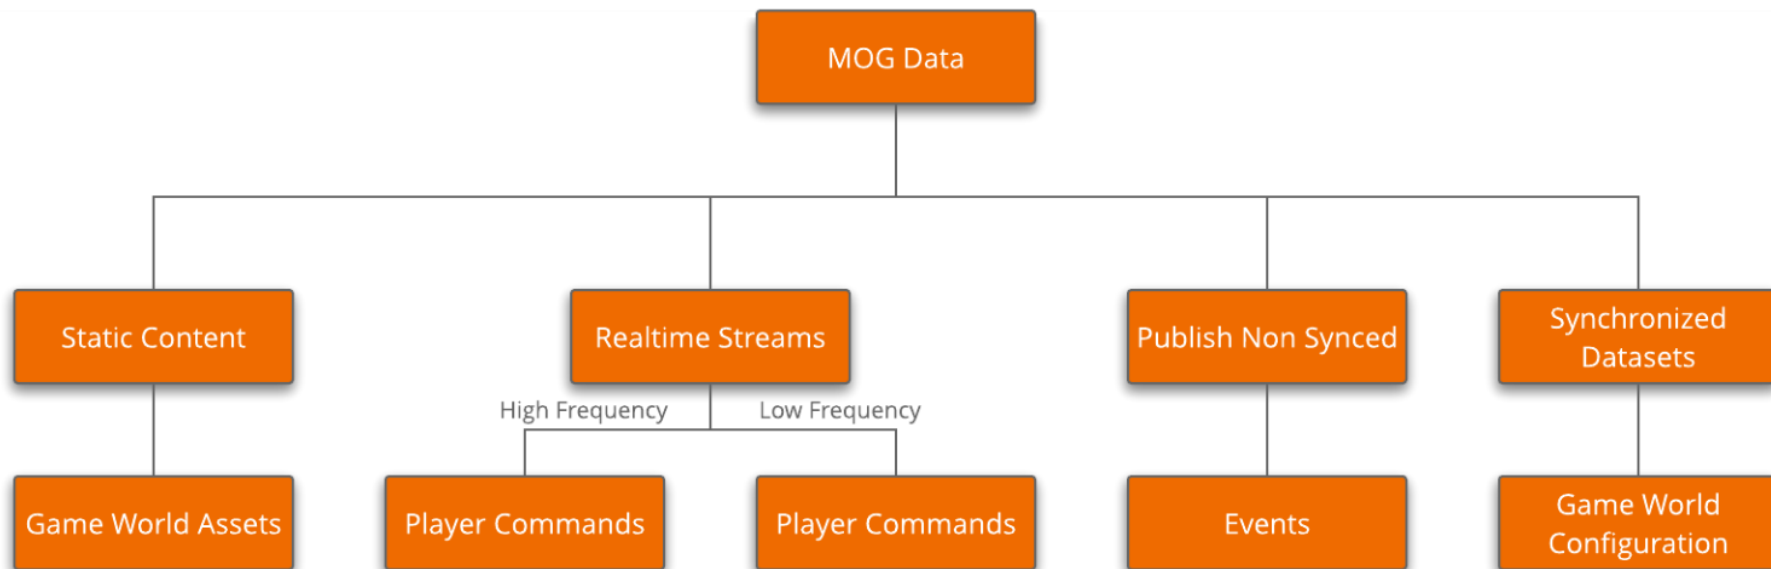 MOG Data
Static Content
Realtime Streams
Publish Non Synced
Synchronized
Datasets
High Frequency
Low Frequency
Game World Assets
Player Commands
Player Commands
Events
Game World
Configuration